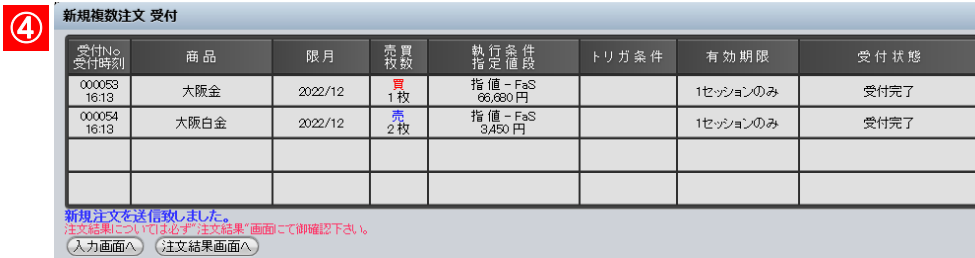 ④
新規複数注文 受付
受付No 受付時刻 商品 限月 売買枚数 執行条件 指定値段 トリガ条件 有効期限 受付状態
000053 16:13 大阪金 2022/12 買 1枚 指値-FaS 66,680円 1セッションのみ 受付完了
000054 16:13 大阪白金 2022/12 売 2枚 指値-FaS 3,450円 1セッションのみ 受付完了
新規注文を送信致しました。
注文結果については必ず"注文結果"画面にて御確認下さい。
入力画面へ 注文結果画面へ